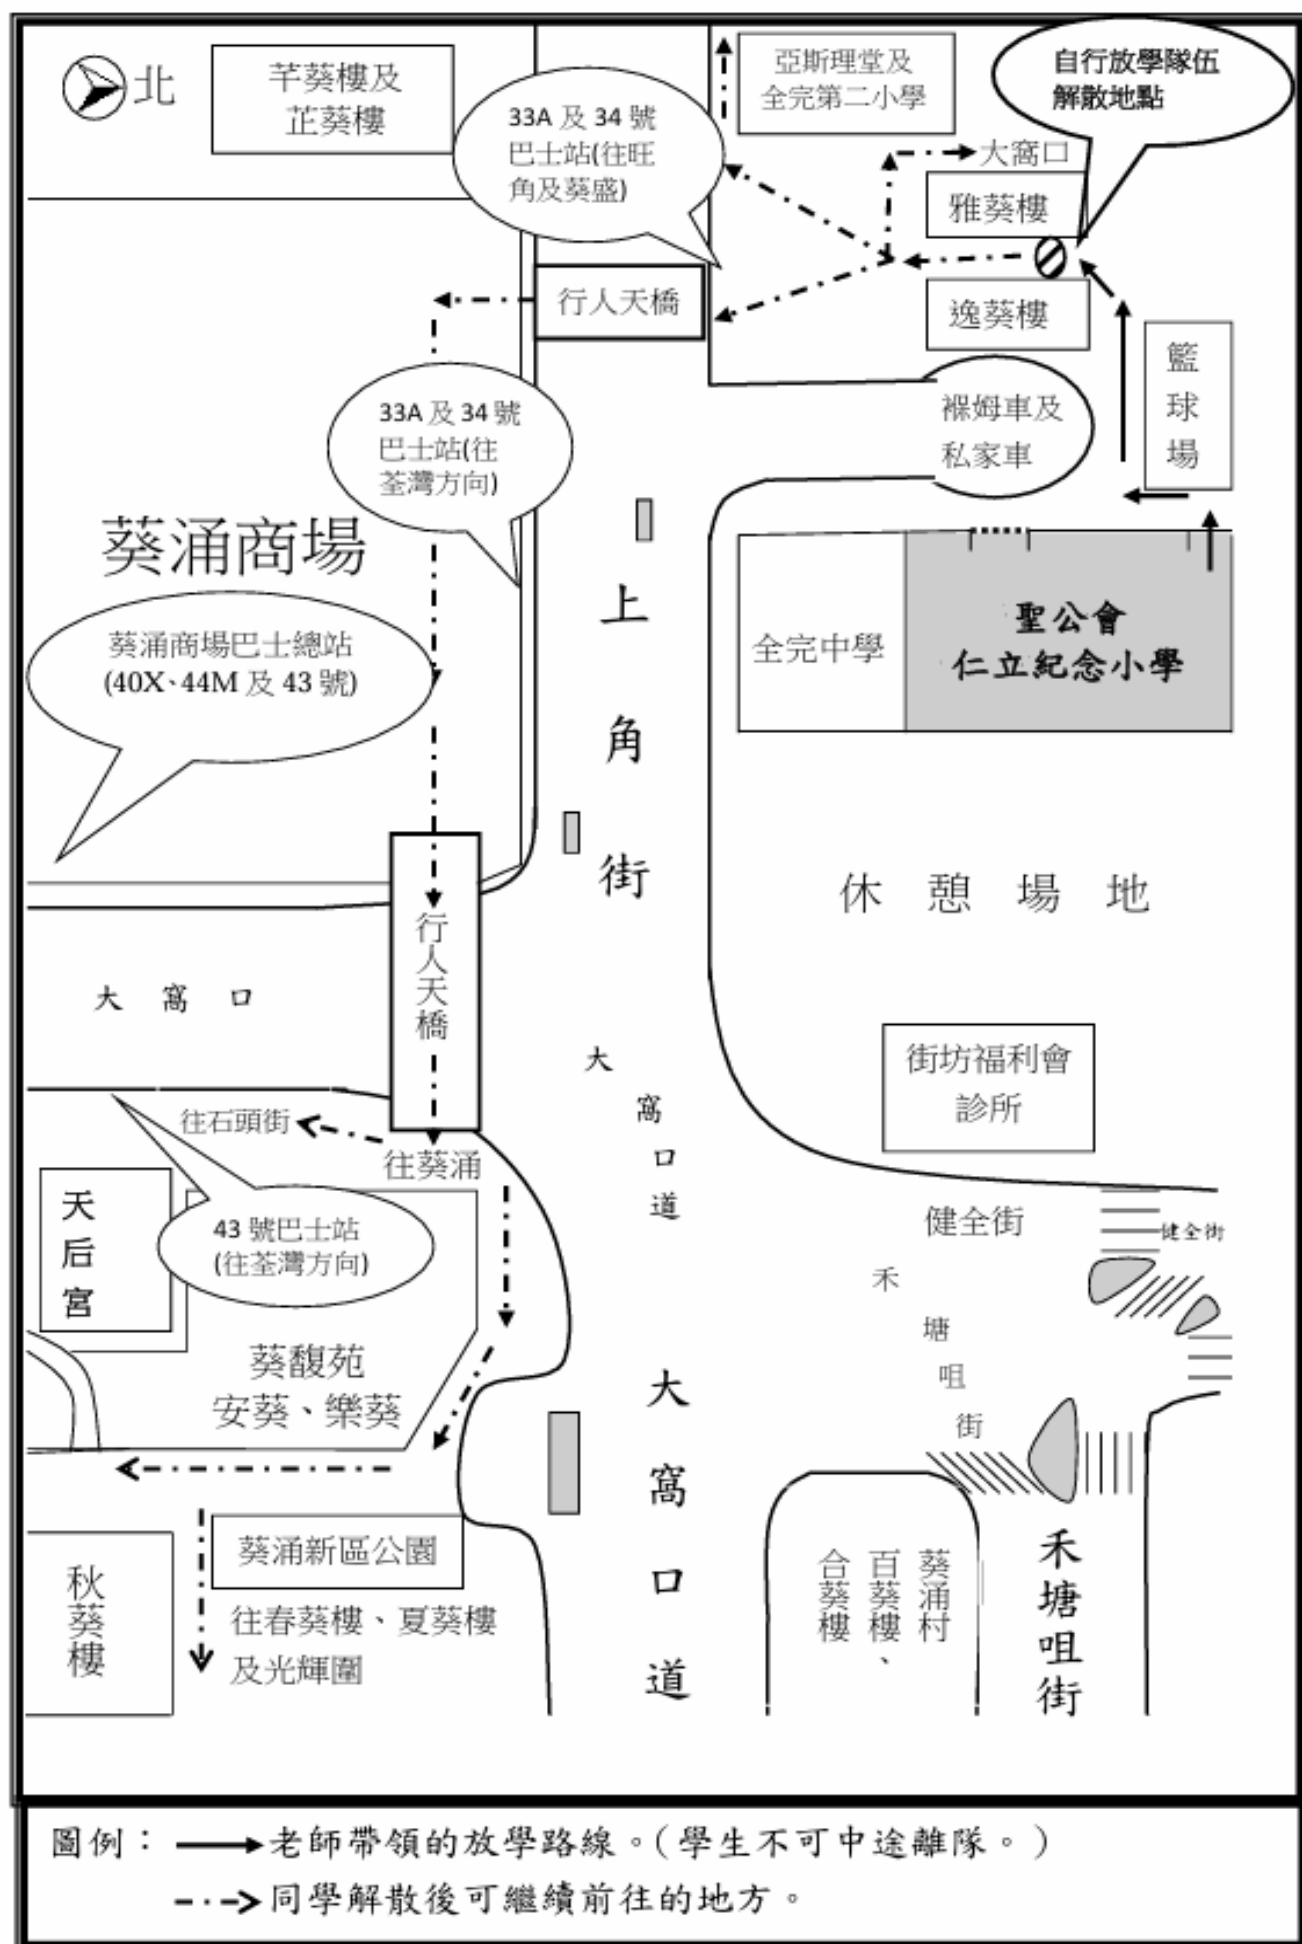 北
芊葵樓及
芷葵樓
33A 及 34 號
巴士站(往旺
角及葵盛)
亞斯理堂及
全完第二小學
自行放學隊伍
解散地點
大窩口
雅葵樓
行人天橋
逸葵樓
籃球場
33A 及 34 號
巴士站(往
荃灣方向)
褓姆車及
私家車
葵涌商場
葵涌商場巴士總站
(40X、44M 及 43 號)
上角街
全完中學
聖公會
仁立紀念小學
休憩場地
行人天橋
大窩口
大窩口道
街坊福利會
診所
往石頭街
往葵涌
天后宮
43 號巴士站
(往荃灣方向)
健全街
健全街
禾塘咀街
葵馥苑
安葵、樂葵
大窩口道
葵涌新區公園
秋葵樓
往春葵樓、夏葵樓
及光輝圍
葵涌村
百葵樓、
合葵樓
禾塘咀街
圖例：老師帶領的放學路線。(學生不可中途離隊。)
同學解散後可繼續前往的地方。